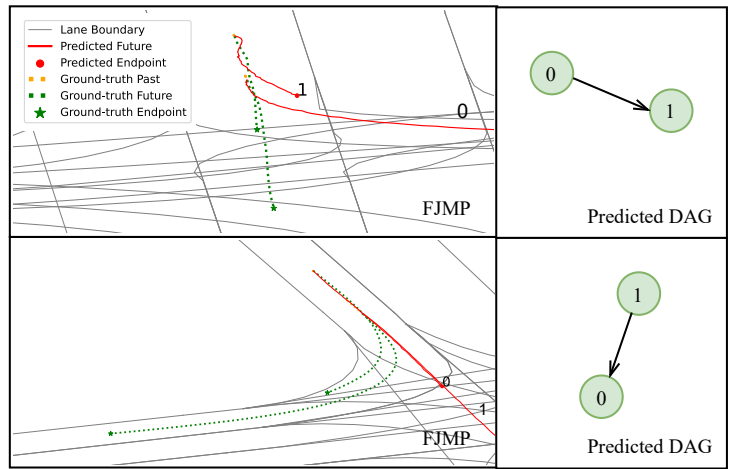 Lane Boundary
Predicted Future
Predicted Endpoint
Ground-truth Past
Ground-truth Future
Ground-truth Endpoint
1
0
FJMP
0
1
Predicted DAG
0
1
FJMP
1
0
Predicted DAG